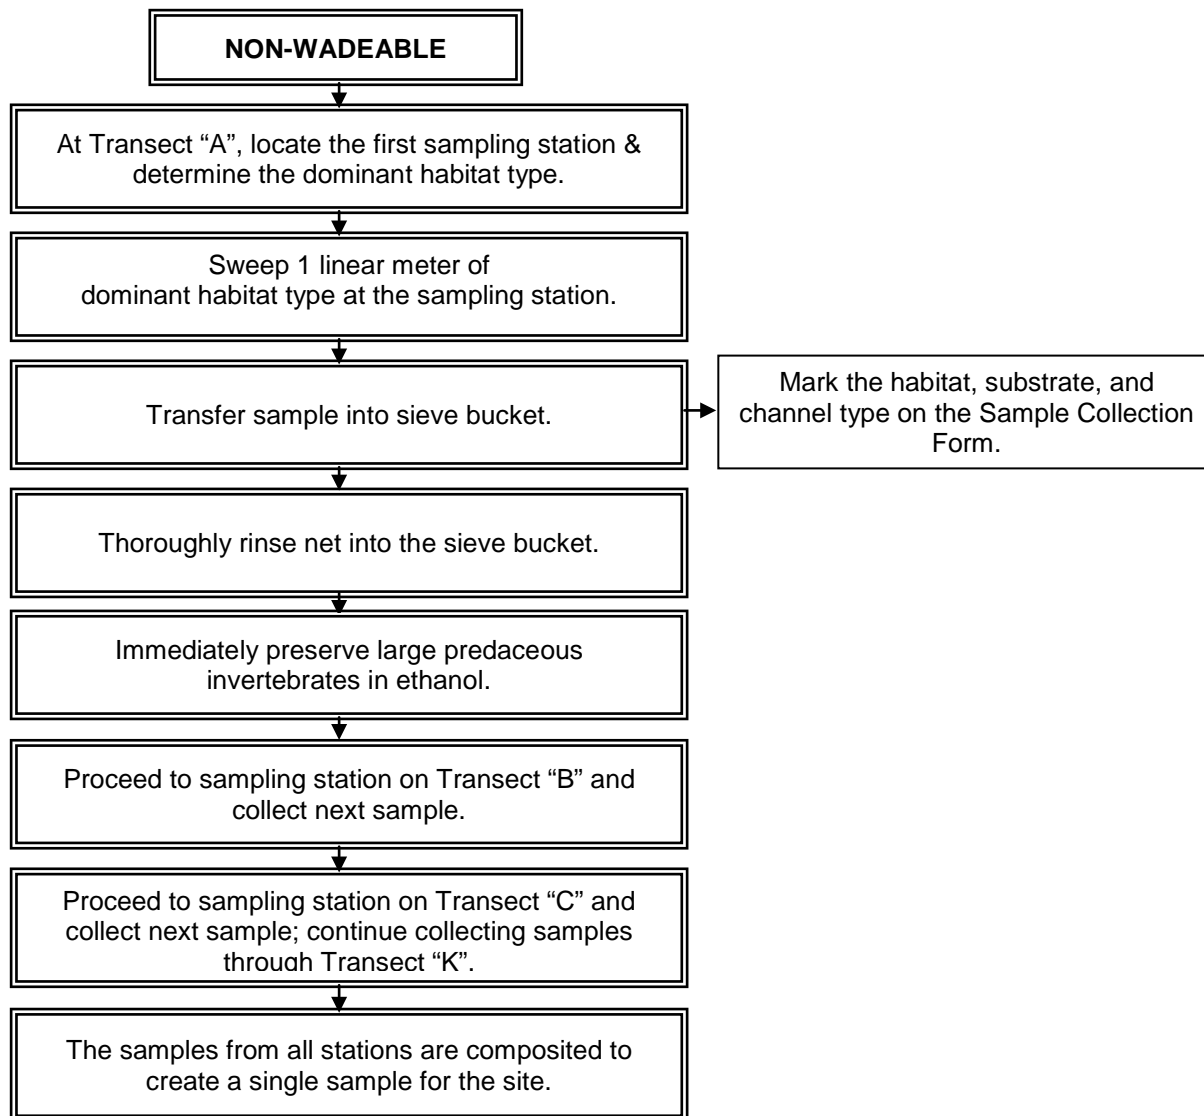 NON-WADEABLE
At Transect “A”, locate the first sampling station &
determine the dominant habitat type.
Sweep 1 linear meter of
dominant habitat type at the sampling station.
Transfer sample into sieve bucket.
Mark the habitat, substrate, and
channel type on the Sample Collection
Form.
Thoroughly rinse net into the sieve bucket.
Immediately preserve large predaceous
invertebrates in ethanol.
Proceed to sampling station on Transect “B” and
collect next sample.
Proceed to sampling station on Transect “C” and
collect next sample; continue collecting samples
through Transect “K”.
The samples from all stations are composited to
create a single sample for the site.